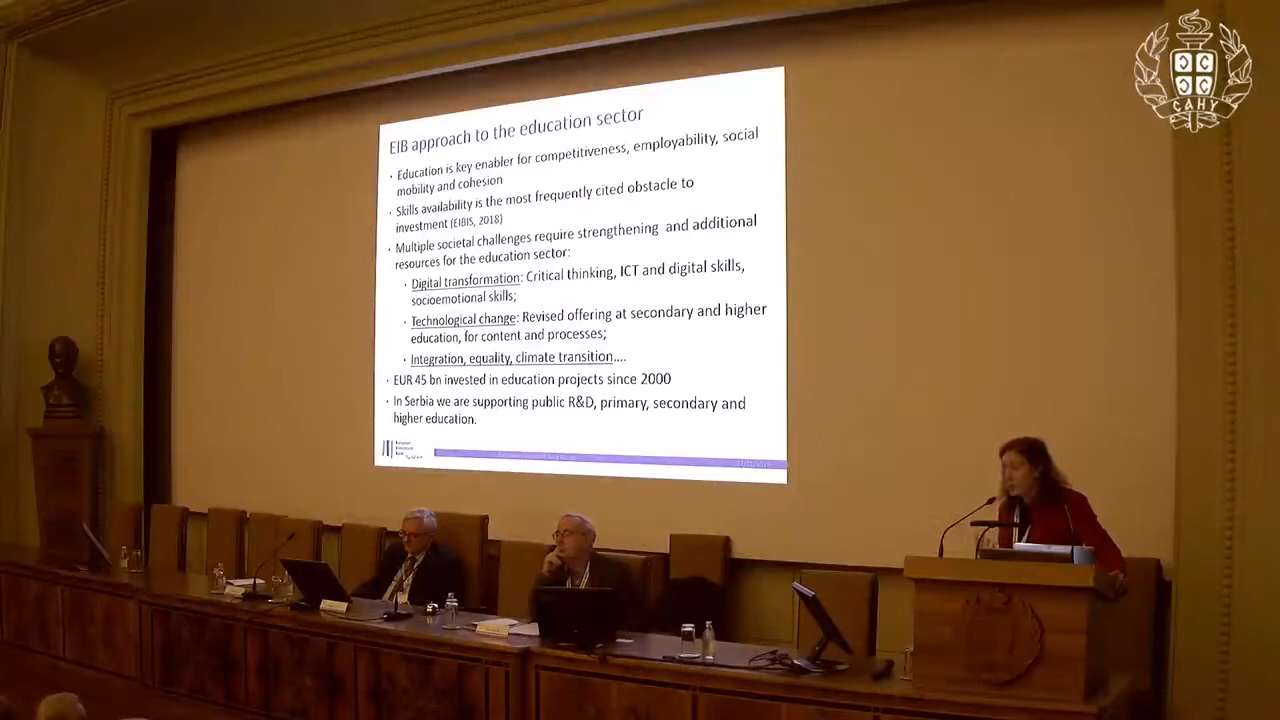 САНУ
EIB approach to the education sector
• Education is key enabler for competitiveness, employability, social
mobility and cohesion
• Skills availability is the most frequently cited obstacle to
investment (EIBIS, 2018)
• Multiple societal challenges require strengthening and additional
resources for the education sector:
• Digital transformation: Critical thinking, ICT and digital skills,
socioemotional skills;
• Technological change: Revised offering at secondary and higher
education, for content and processes;
• Integration, equality, climate transition....
• EUR 45 bn invested in education projects since 2000
• In Serbia we are supporting public R&D, primary, secondary and
higher education.
European
Investment
Bank